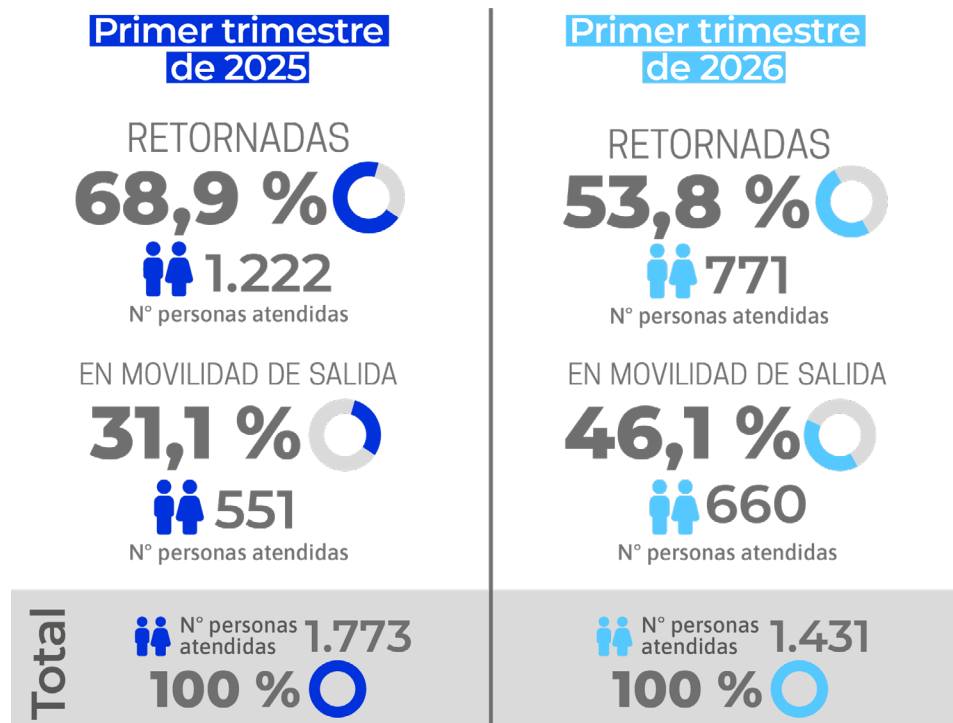 Primer trimestre
de 2025
RETORNADAS
68,9 %
1.222
N° personas atendidas
EN MOVILIDAD DE SALIDA
31,1 %
551
N° personas atendidas
Primer trimestre
de 2026
RETORNADAS
53,8 %
771
N° personas atendidas
EN MOVILIDAD DE SALIDA
46,1 %
660
N° personas atendidas
Total
N° personas
atendidas
1.773
100 %
N° personas
atendidas
1.431
100 %